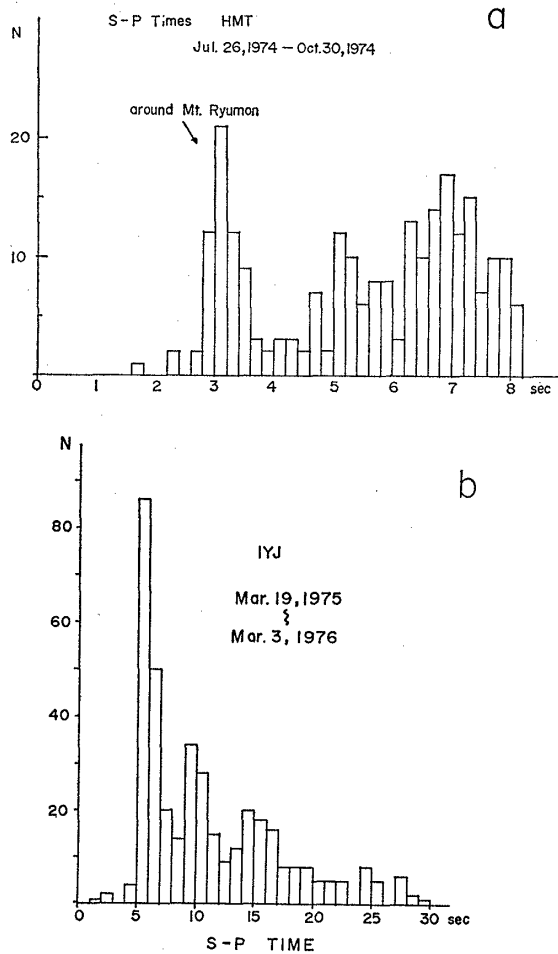 a
S-P Times HMT
N
Jul. 26, 1974 — Oct. 30, 1974
around Mt. Ryumon
20
10
0 1 2 3 4 5 6 7 8 sec
b
N
80
60
40
20
IYJ
Mar. 19, 1975
~
Mar. 3, 1976
0 5 10 15 20 25 30 sec
S-P TIME